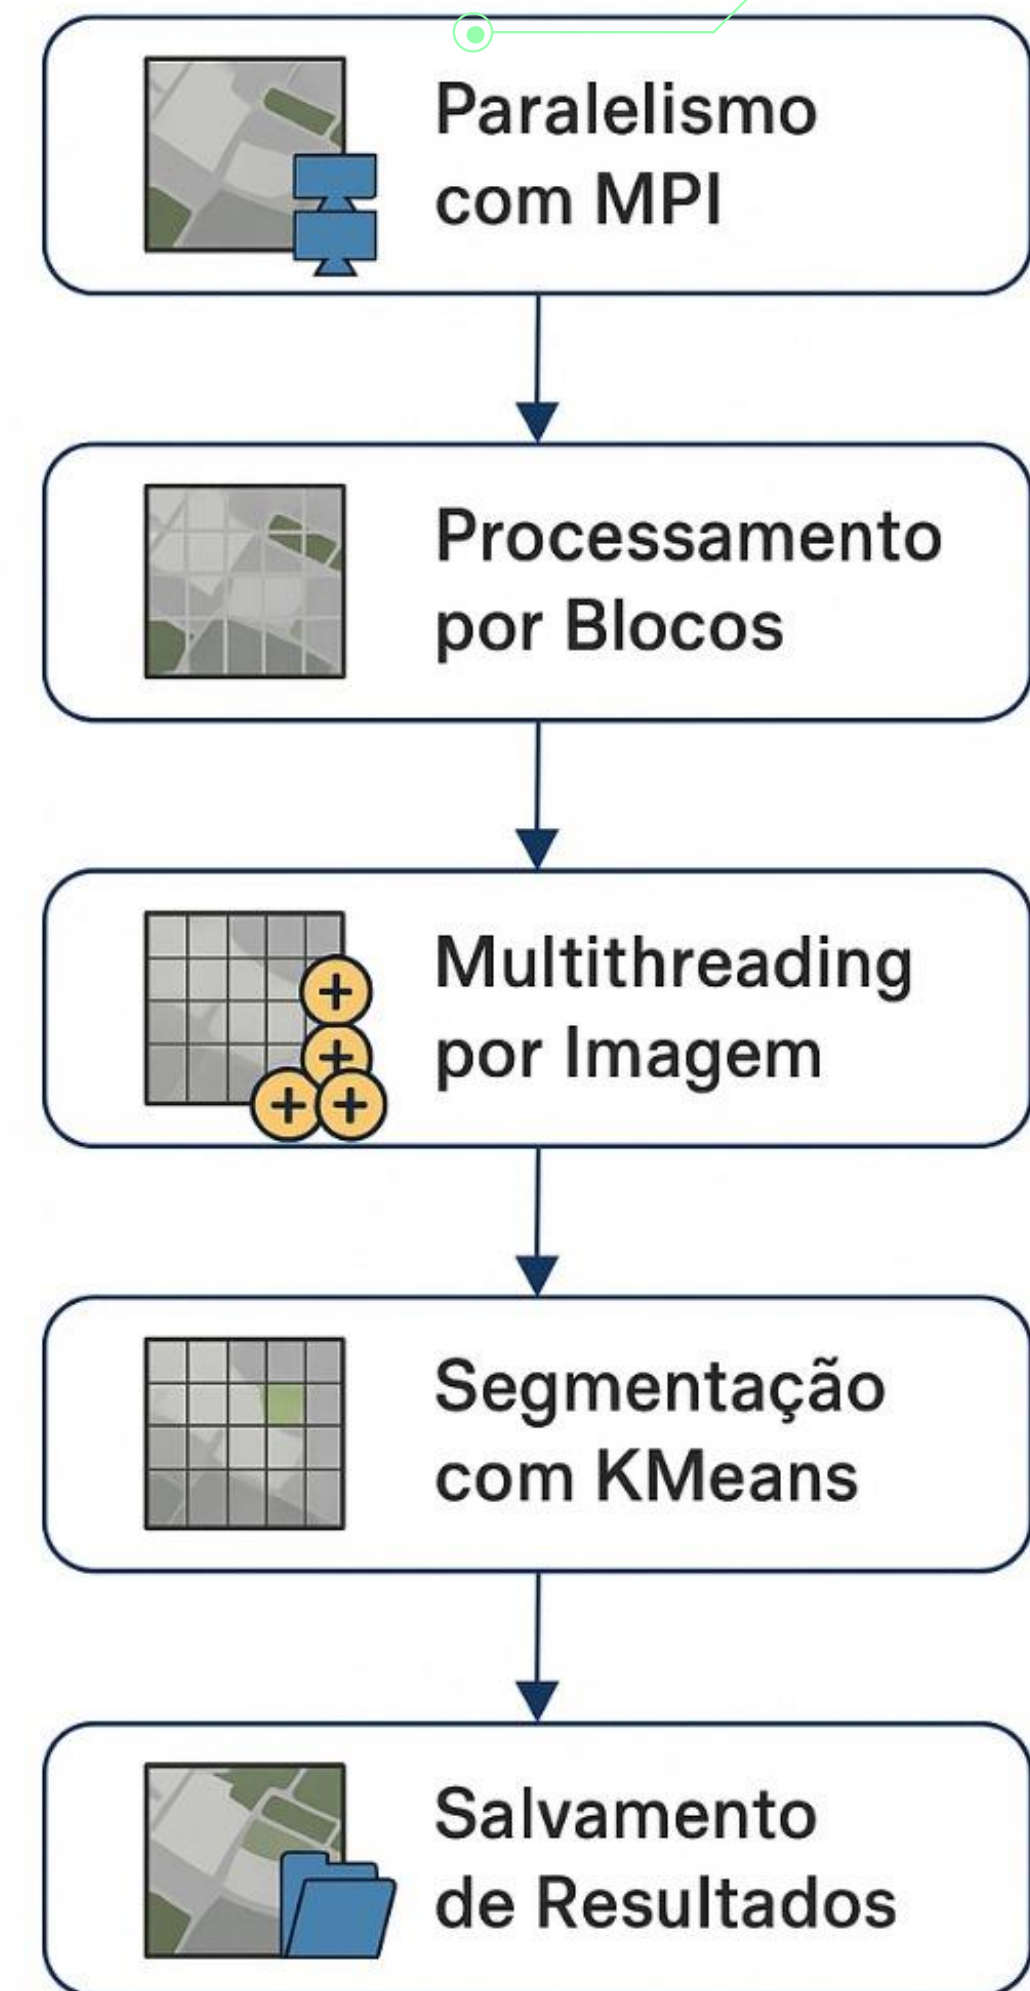 Paralelismo
com MPI
Processamento
por Blocos
Multithreading
por Imagem
Segmentação
com KMeans
Salvamento
de Resultados